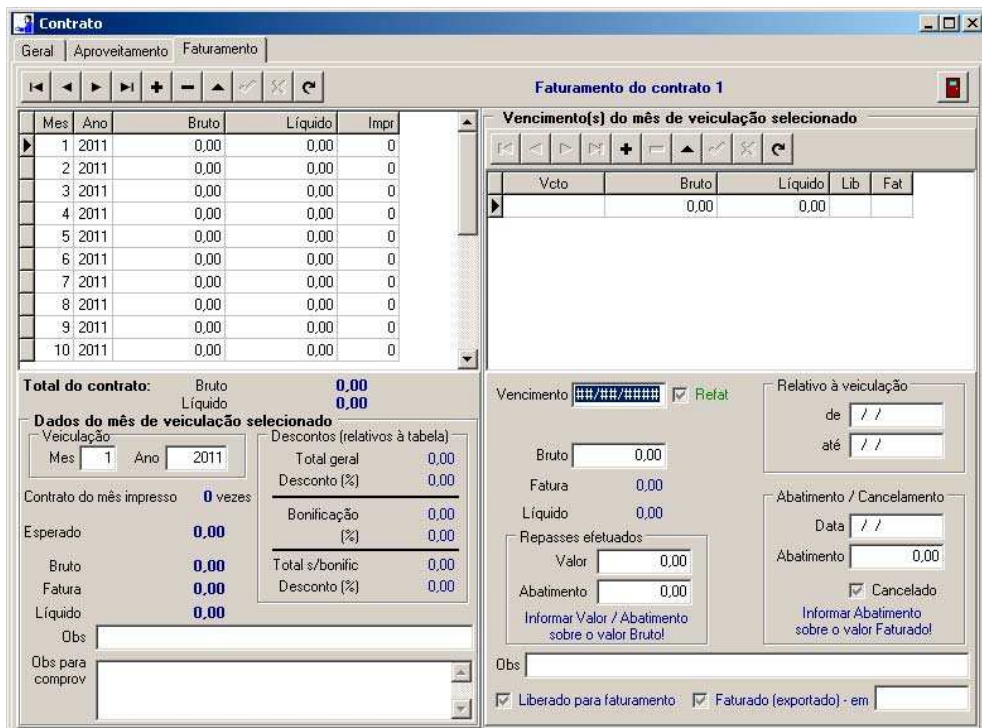 Contrato
Geral Aproveitamento Faturamento
Faturamento do contrato 1
Mes Ano Bruto Líquido Impr
1 2011 0,00 0,00 0
2 2011 0,00 0,00 0
3 2011 0,00 0,00 0
4 2011 0,00 0,00 0
5 2011 0,00 0,00 0
6 2011 0,00 0,00 0
7 2011 0,00 0,00 0
8 2011 0,00 0,00 0
9 2011 0,00 0,00 0
10 2011 0,00 0,00 0
Total do contrato: Bruto 0,00
Líquido 0,00
Dados do mês de veiculação selecionado
Veiculação
Mes 1 Ano 2011
Contrato do mês impresso 0 vezes
Esperado 0,00
Bruto 0,00
Fatura 0,00
Líquido 0,00
Descontos (relativos à tabela)
Total geral 0,00
Desconto (%) 0,00
Bonificação 0,00
(%) 0,00
Total s/bonific 0,00
Desconto (%) 0,00
Obs
Obs para
comprov
Vencimento(s) do mês de veiculação selecionado
Vcto Bruto Líquido Lib Fat
0,00 0,00
Vencimento ##/##/#### Refat
Bruto 0,00
Fatura 0,00
Líquido 0,00
Repasses efetuados
Valor 0,00
Abatimento 0,00
Informar Valor / Abatimento
sobre o valor Bruto!
Relativo à veiculação
de / /
até / /
Abatimento / Cancelamento
Data / /
Abatimento 0,00
Cancelado
Informar Abatimento
sobre o valor Faturado!
Obs
Liberado para faturamento Faturado (exportado) - em